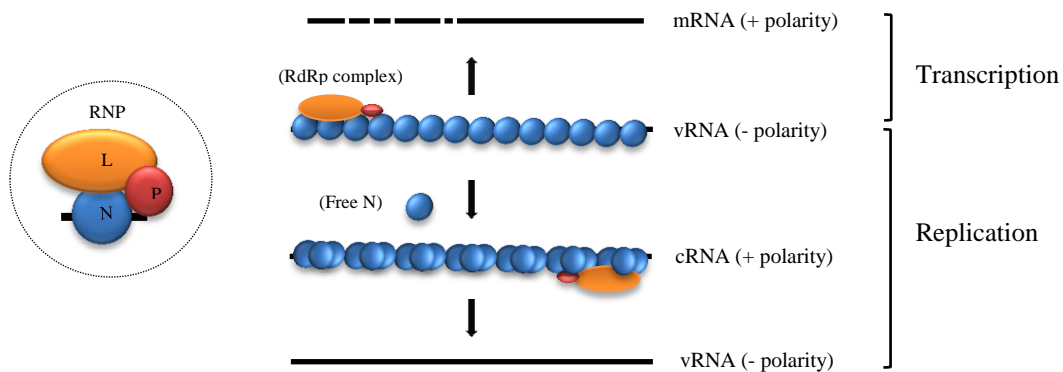 mRNA (+ polarity)
Transcription
(RdRp complex)
RNP
vRNA (- polarity)
L
P
N
(Free N)
Replication
cRNA (+ polarity)
vRNA (- polarity)